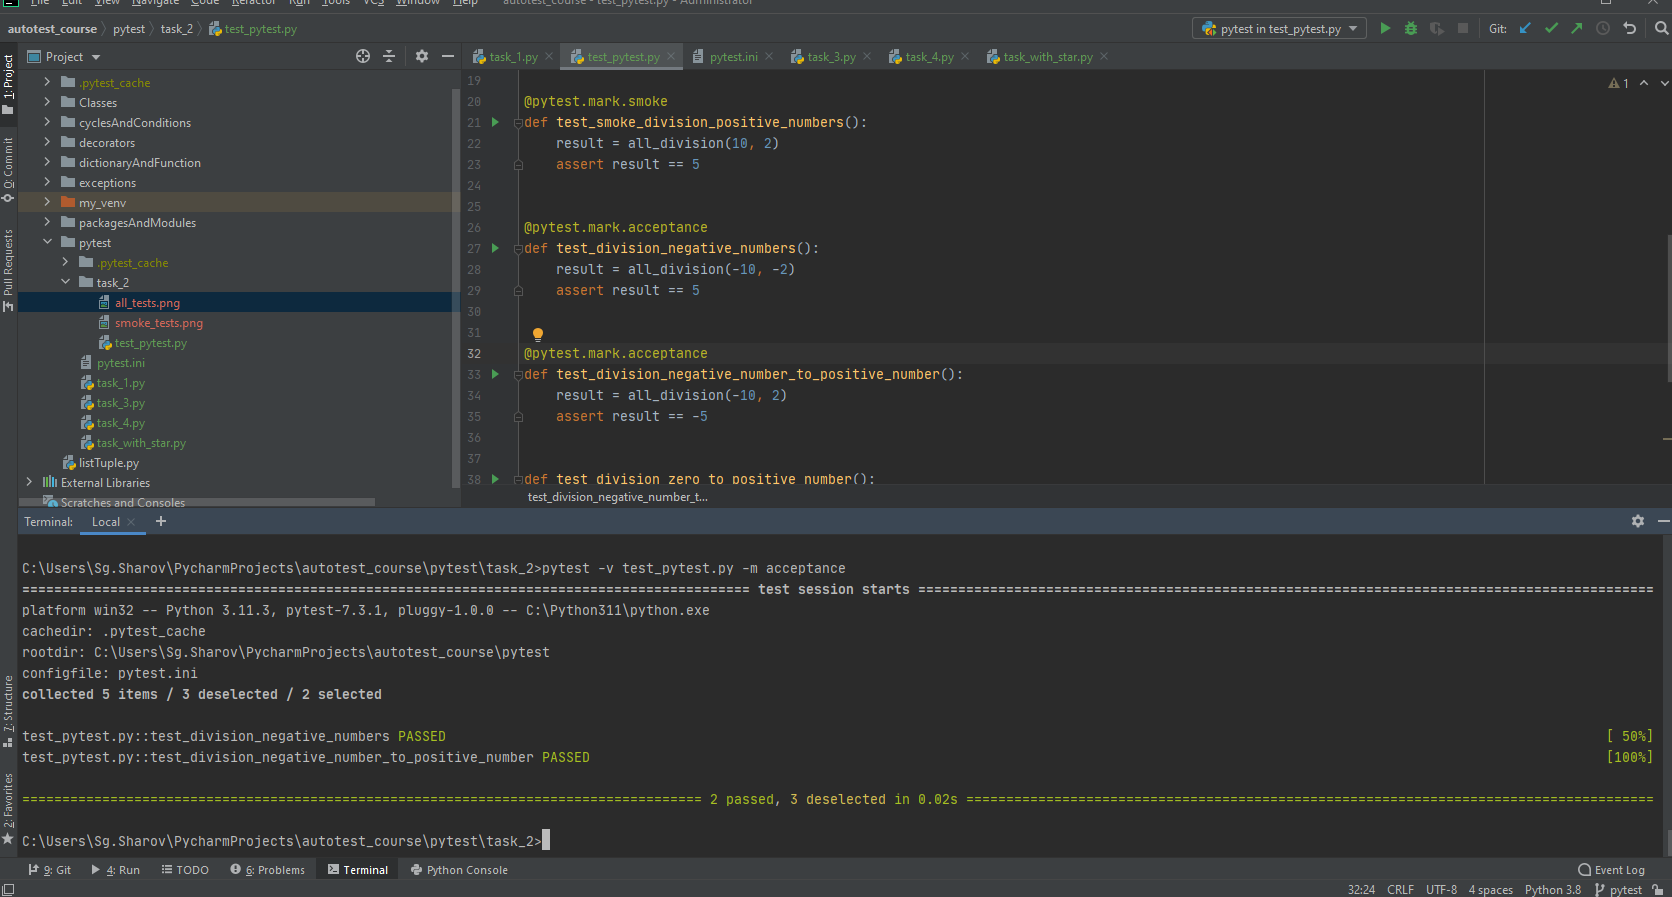 File Edit View Navigate Code Refactor Run Tools VCS Window Help autotest_course - test_pytest.py - Administrator
autotest_course pytest task_2 test_pytest.py
pytest in test_pytest.py Git:
Project
task_1.py test_pytest.py pytest.ini task_3.py task_4.py task_with_star.py
1: Project
0: Commit
Pull Requests
7: Structure
2: Favorites
.pytest_cache
Classes
cyclesAndConditions
decorators
dictionaryAndFunction
exceptions
my_venv
packagesAndModules
pytest
.pytest_cache
task_2
all_tests.png
smoke_tests.png
test_pytest.py
pytest.ini
task_1.py
task_3.py
task_4.py
task_with_star.py
listTuple.py
External Libraries
Scratches and Consoles
1
19
20 @pytest.mark.smoke
21 def test_smoke_division_positive_numbers():
22 result = all_division(10, 2)
23 assert result == 5
24
25
26 @pytest.mark.acceptance
27 def test_division_negative_numbers():
28 result = all_division(-10, -2)
29 assert result == 5
30
31
32 @pytest.mark.acceptance
33 def test_division_negative_number_to_positive_number():
34 result = all_division(-10, 2)
35 assert result == -5
36
37
38 def test_division_zero_to_positive_number():
test_division_negative_number_t...
Terminal: Local
C:\Users\Sg.Sharov\PycharmProjects\autotest_course\pytest\task_2>pytest -v test_pytest.py -m acceptance
test session starts
platform win32 -- Python 3.11.3, pytest-7.3.1, pluggy-1.0.0 -- C:\Python311\python.exe
cachedir: .pytest_cache
rootdir: C:\Users\Sg.Sharov\PycharmProjects\autotest_course\pytest
configfile: pytest.ini
collected 5 items / 3 deselected / 2 selected
test_pytest.py::test_division_negative_numbers PASSED [ 50%]
test_pytest.py::test_division_negative_number_to_positive_number PASSED [100%]
2 passed, 3 deselected in 0.02s
C:\Users\Sg.Sharov\PycharmProjects\autotest_course\pytest\task_2>
9: Git 4: Run TODO 6: Problems Terminal Python Console Event Log
32:24 CRLF UTF-8 4 spaces Python 3.8 pytest